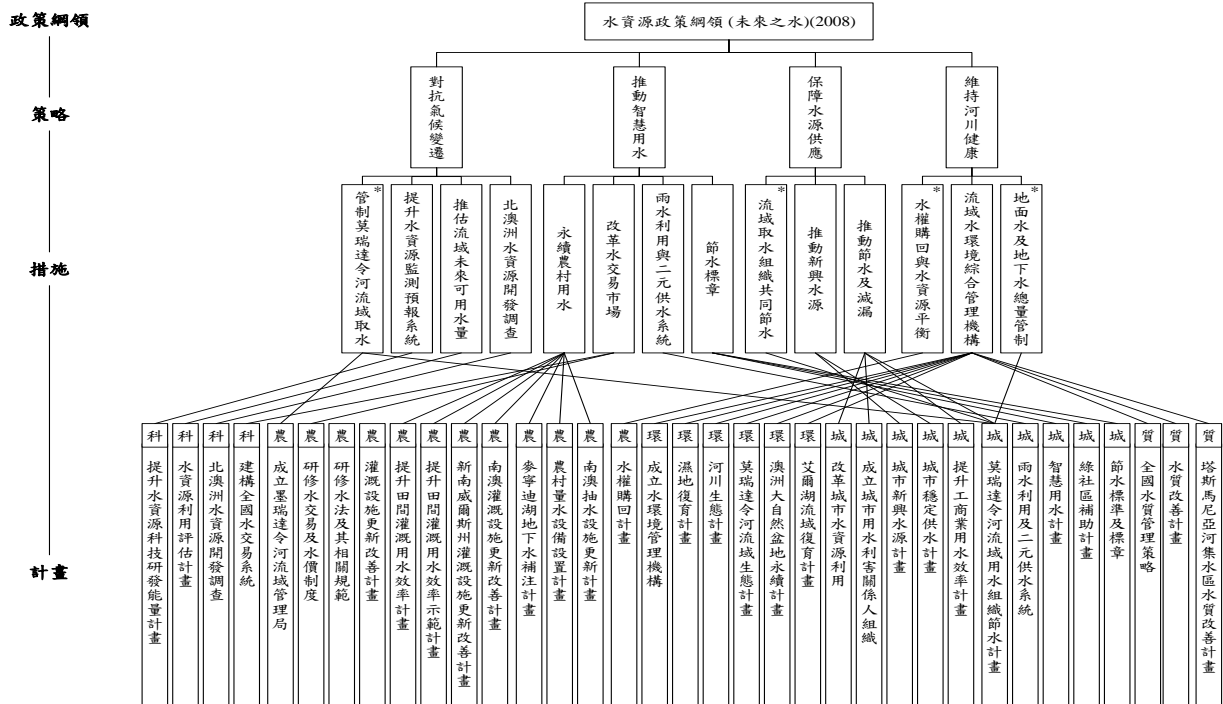 政策綱領
水資源政策綱領(未來之水)(2008)
策略
對抗氣候變遷
推動智慧用水
保障水源供應
維持河川健康
措施
管制莫瑞達令河流域取水*
提升水資源監測預報系統
推估流域未來可用水量
北澳洲水資源開發調查
永續農村用水
改革水交易市場
雨水利用與二元供水系統
節水標章
流域取水組織共同節水*
推動新興水源
推動節水及減漏
水權購回與水資源平衡*
流域水環境綜合管理機構
地面水及地下水總量管制*
計畫
科 提升水資源科技研發能量計畫
科 水資源利用評估計畫
科 北澳洲水資源開發調查
科 建構全國水交易系統
農 成立墨瑞達令河流域管理局
農 研修水交易及水價制度
農 研修水法及其相關規範
農 灌溉設施更新改善計畫
農 提升田間灌溉用水效率計畫
農 提升田間灌溉用水效率示範計畫
農 新南威爾斯州灌溉設施更新改善計畫
農 南澳灌溉設施更新改善計畫
農 麥寧迪湖地下水補注計畫
農 農村量水設備設置計畫
農 南澳抽水設施更新計畫
農 水權購回計畫
環 成立水環境管理機構
環 濕地復育計畫
環 河川生態計畫
環 莫瑞達令河流域生態計畫
環 澳洲大自然盆地永續計畫
環 艾爾湖流域復育計畫
城 改革城市水資源利用
城 成立城市用水利害關係人組織
城 城市新興水源計畫
城 城市穩定供水計畫
城 提升工商業用水效率計畫
城 莫瑞達令河流域用水組織節水計畫
城 雨水利用及二元供水系統
城 智慧用水計畫
城 綠社區補助計畫
城 節水標準及標章
質 全國水質管理策略
質 水質改善計畫
質 塔斯馬尼亞河集水區水質改善計畫